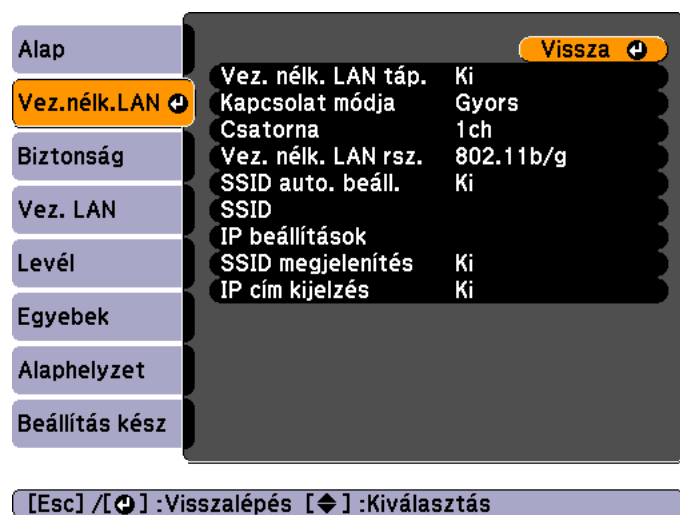 Alap
Vez.nélk.LAN
Biztonság
Vez. LAN
Levél
Egyebek
Alaphelyzet
Beállítás kész
Vissza
Vez. nélk. LAN táp. Ki
Kapcsolat módja Gyors
Csatorna 1ch
Vez. nélk. LAN rsz. 802.11b/g
SSID auto. beáll. Ki
SSID
IP beállítások
SSID megjelenítés Ki
IP cím kijelzés Ki
[Esc] /[ ] :Visszalépés [ ] :Kiválasztás